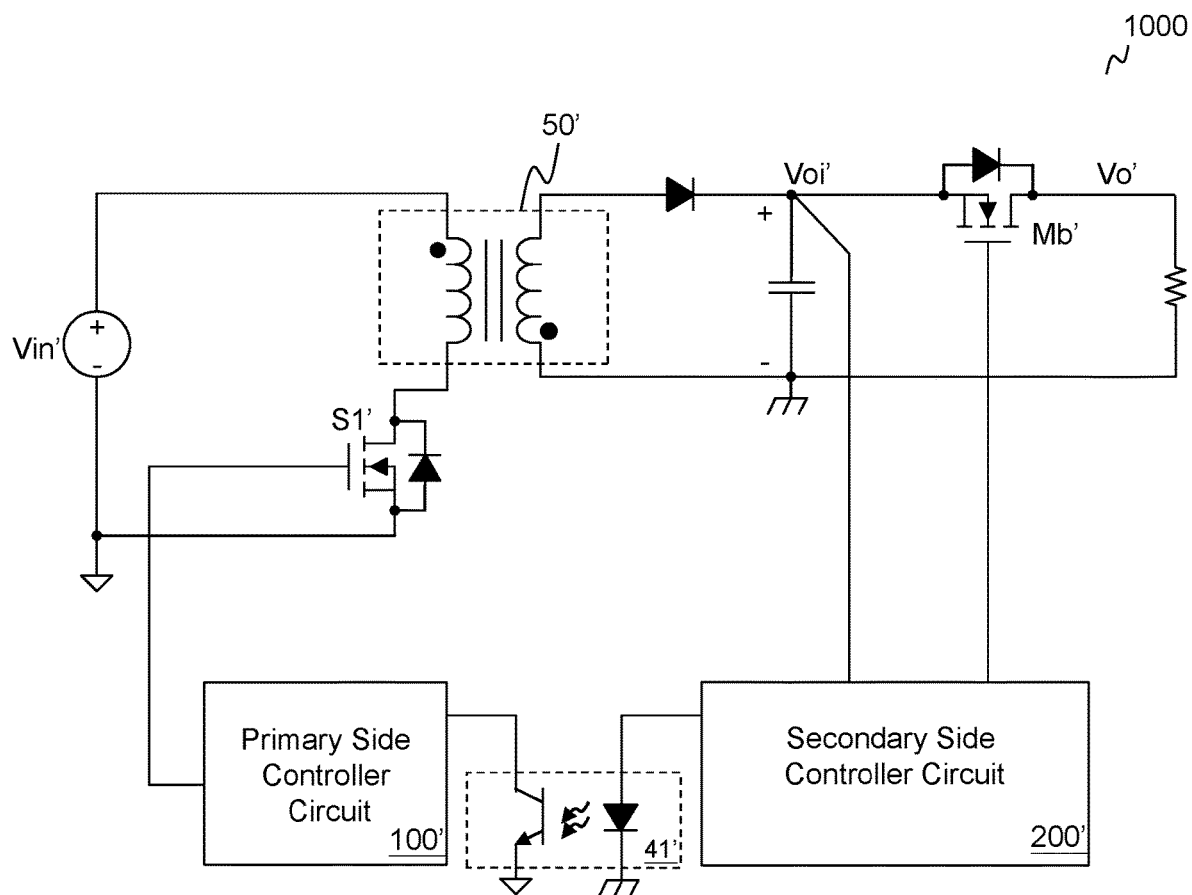 1000
50'
Voi'
Vo'
+
Mb'
+
Vin'
-
-
S1'
Primary Side
Controller
Circuit
100'
41'
Secondary Side
Controller Circuit
200'